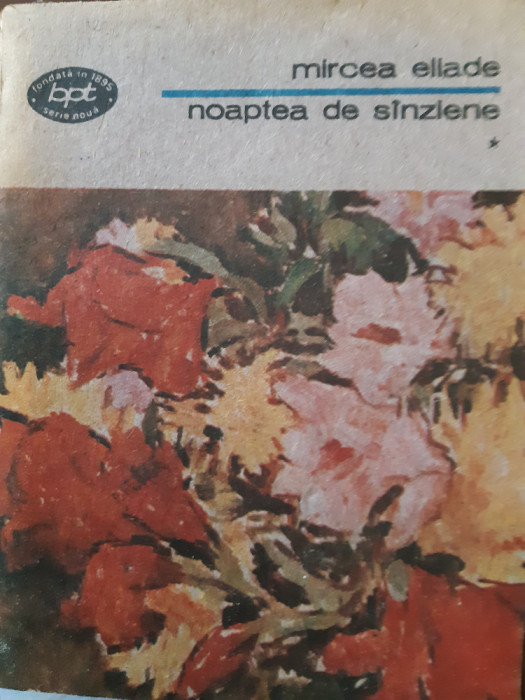 fondată în 1895
bpt
serie nouă
mircea eliade
noaptea de sînziene
*